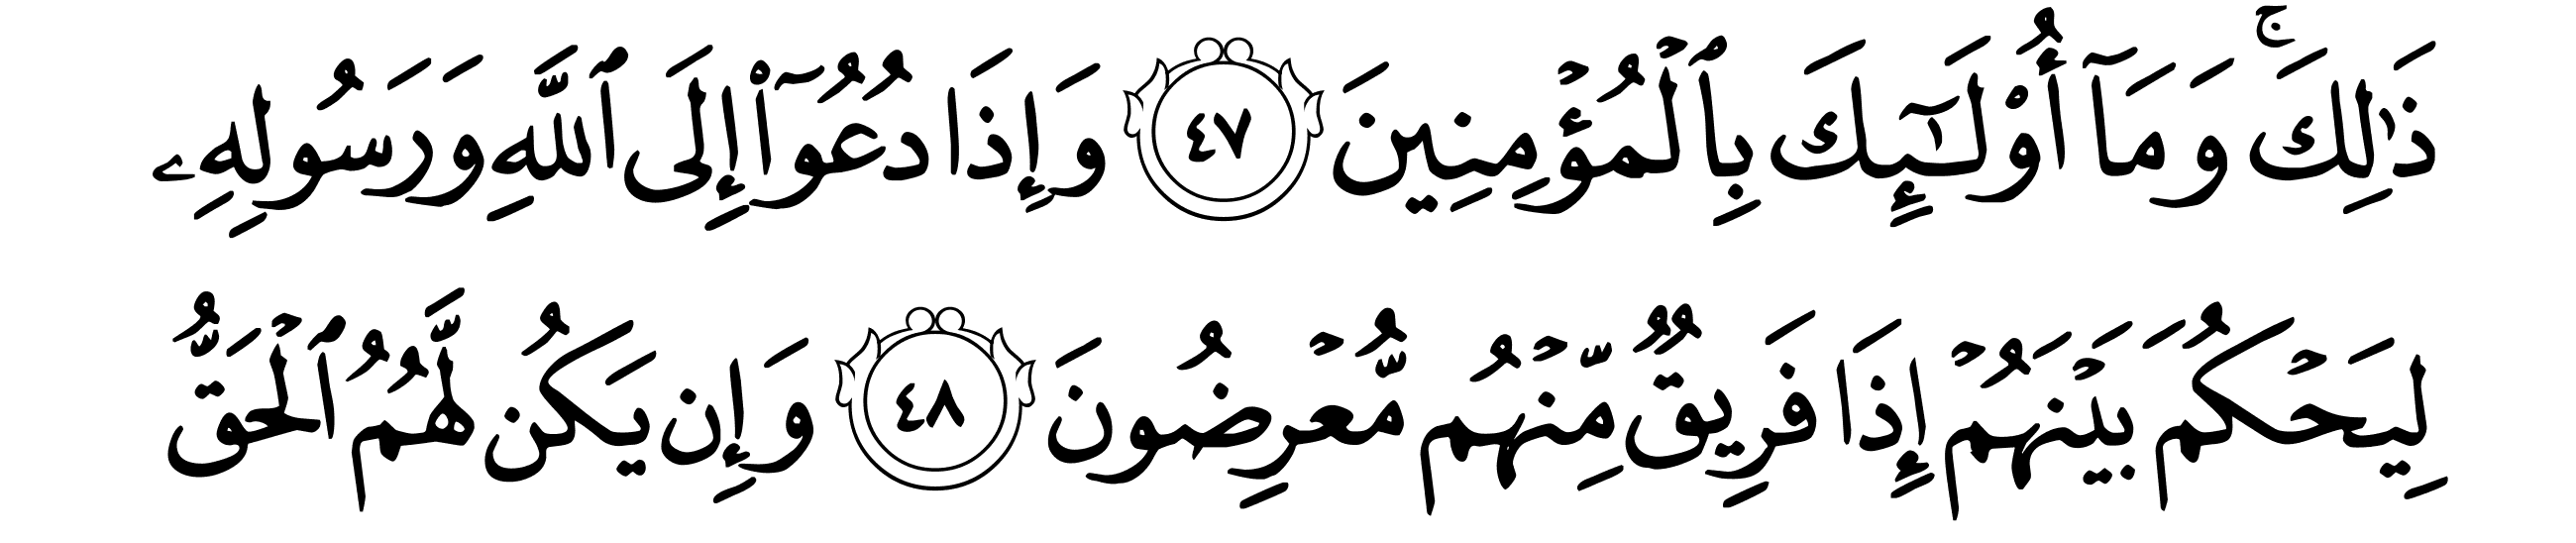 ذَٰلِكَ ۚ وَمَآ أُو۟لَـٰٓئِكَ بِٱلْمُؤْمِنِينَ ٤٧ وَإِذَا دُعُوٓا۟ إِلَى ٱللَّهِ وَرَسُولِهِۦ
لِيَحْكُمَ بَيْنَهُمْ إِذَا فَرِيقٌ مِّنْهُم مُّعْرِضُونَ ٤٨ وَإِن يَكُن لَّهُمُ ٱلْحَقُّ